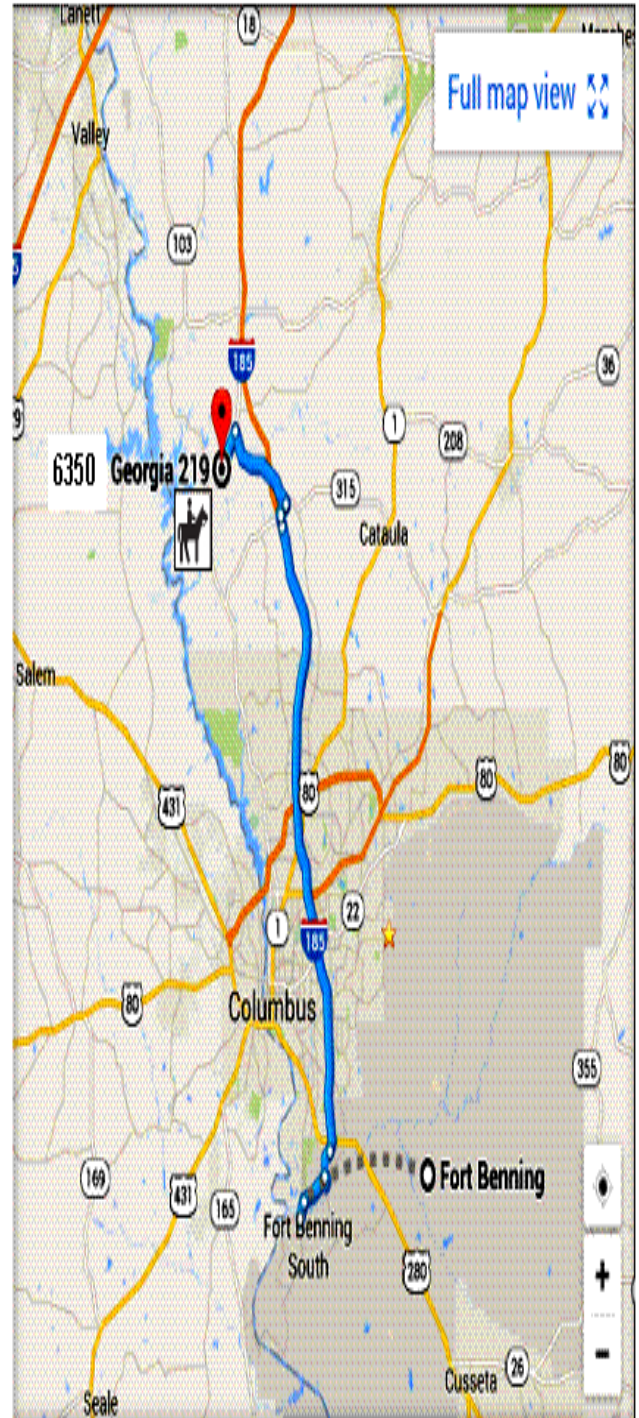 Lanett
18
Full map view
Valley
103
185
36
1
208
6350 Georgia 219
315
Cataula
Salem
80
80
80
431
22
1
185
Columbus
80
355
169
431
165
Fort Benning
Fort Benning
South
280
26
Cusseta
Seale
+
−